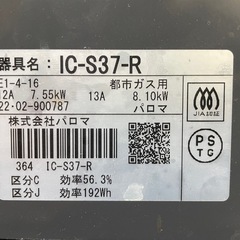 器具名: IC-S37-R
E1-4-16 都市ガス用
12A 7.55kW 13A 8.10kW
22·02-900787 パロマ
JIA認証
株式会社パロマ
PS
TG
364 IC-S37-R
区分C 効率56.3%
区分J 効率192Wh